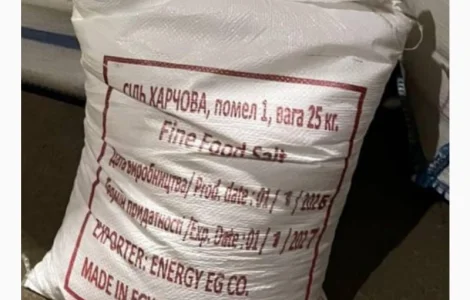 СІЛЬ ХАРЧОВА, помел 1, вага 25 кг.
Fine Food Salt
Дата виробництва/ Prod. date : 01 / 1 / 2025
Термін придатності /Exp. Date : 01 / 1 / 2027
EXPORTER: ENERGY EG CO.
MADE IN